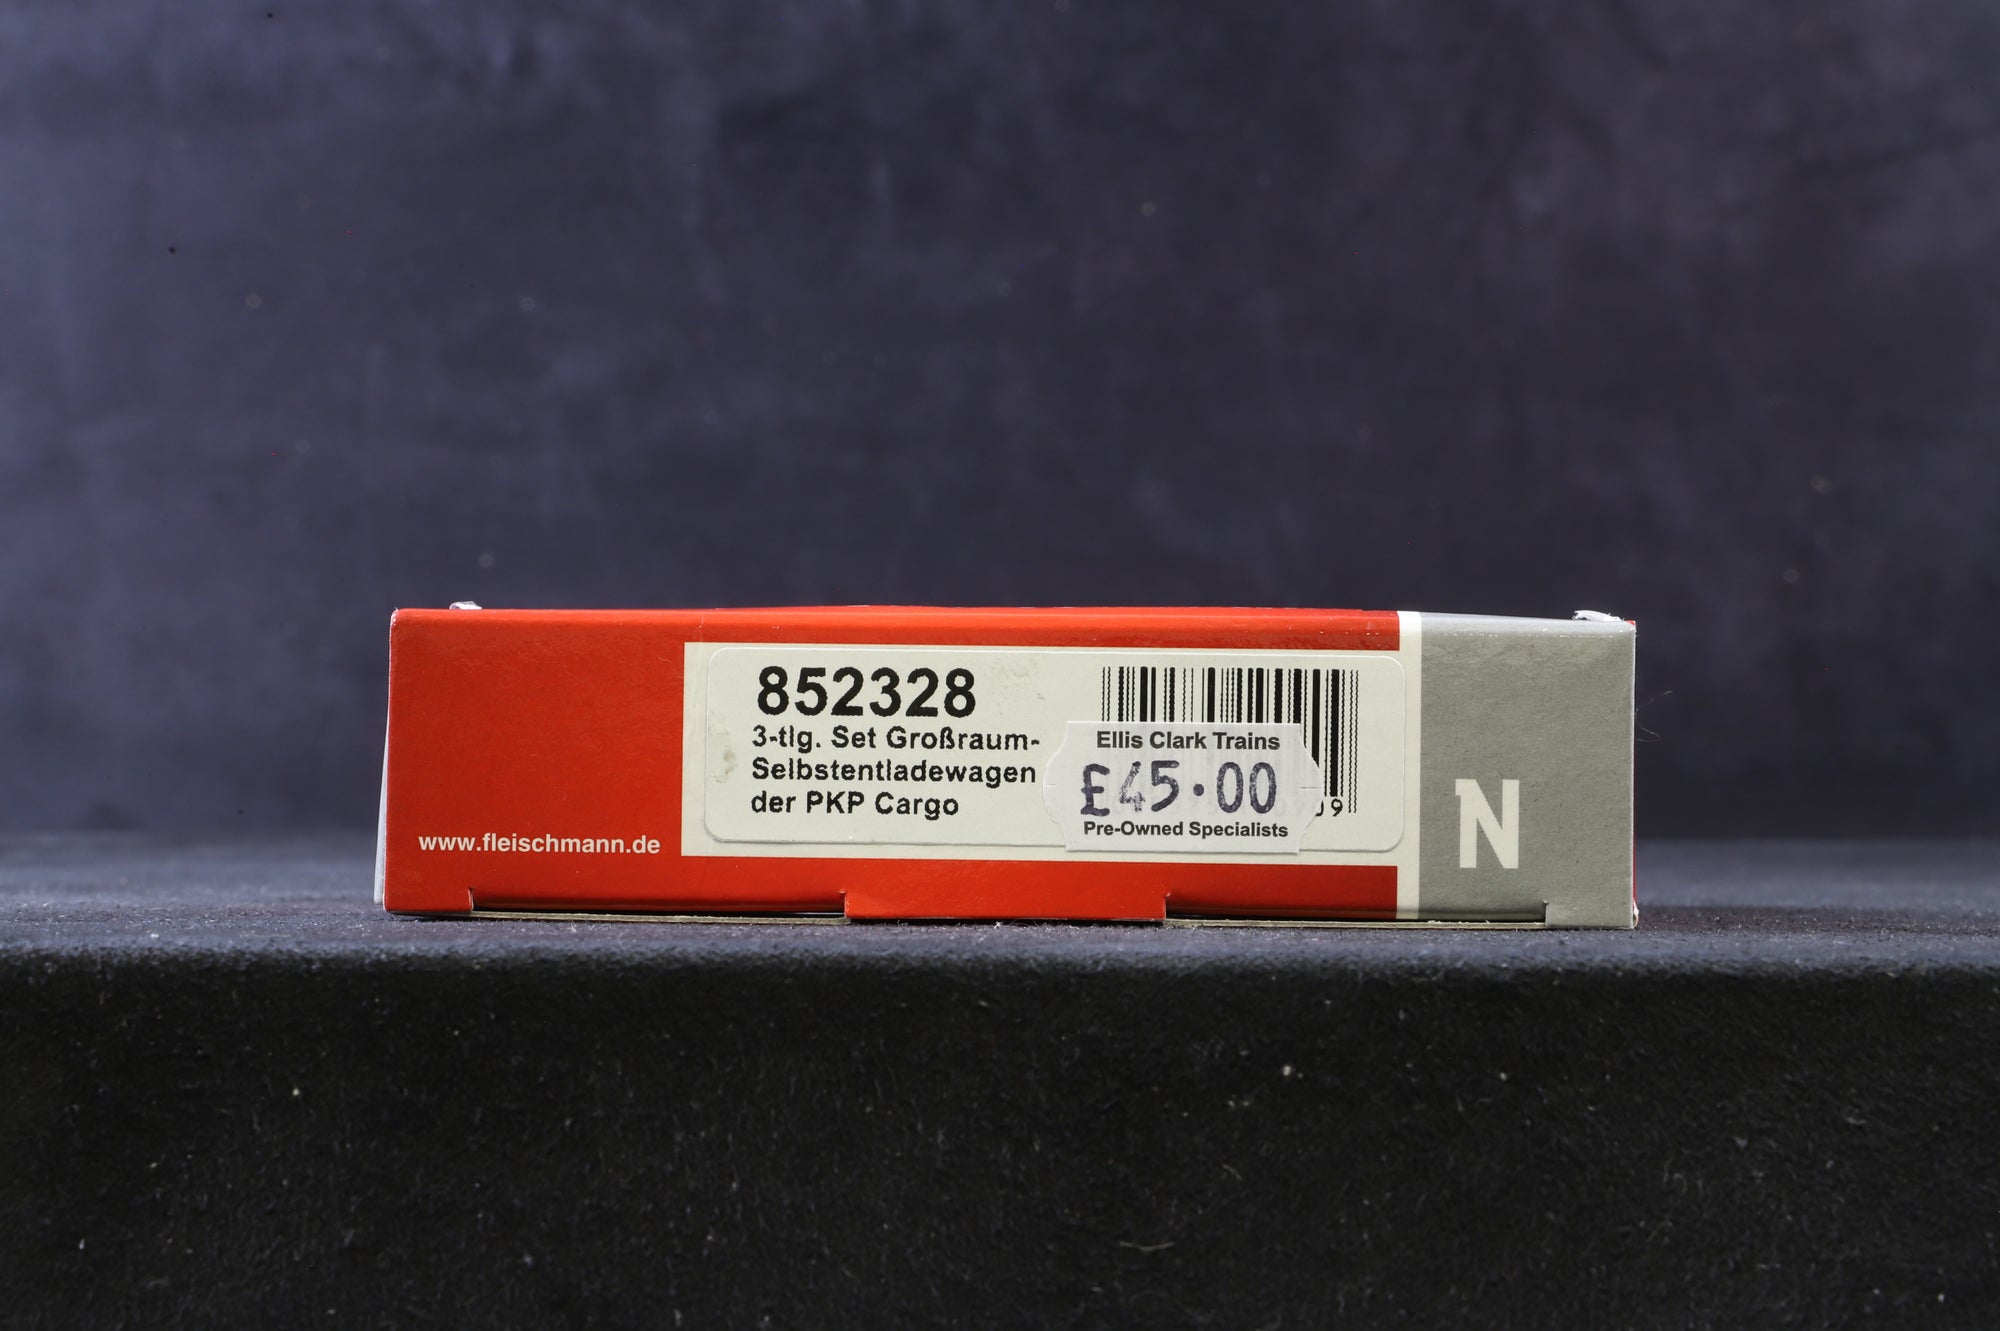 852328
3-tlg. Set Großraum-
Selbstentladewagen
der PKP Cargo
Ellis Clark Trains
£45.00
Pre-Owned Specialists
09
www.fleischmann.de
N